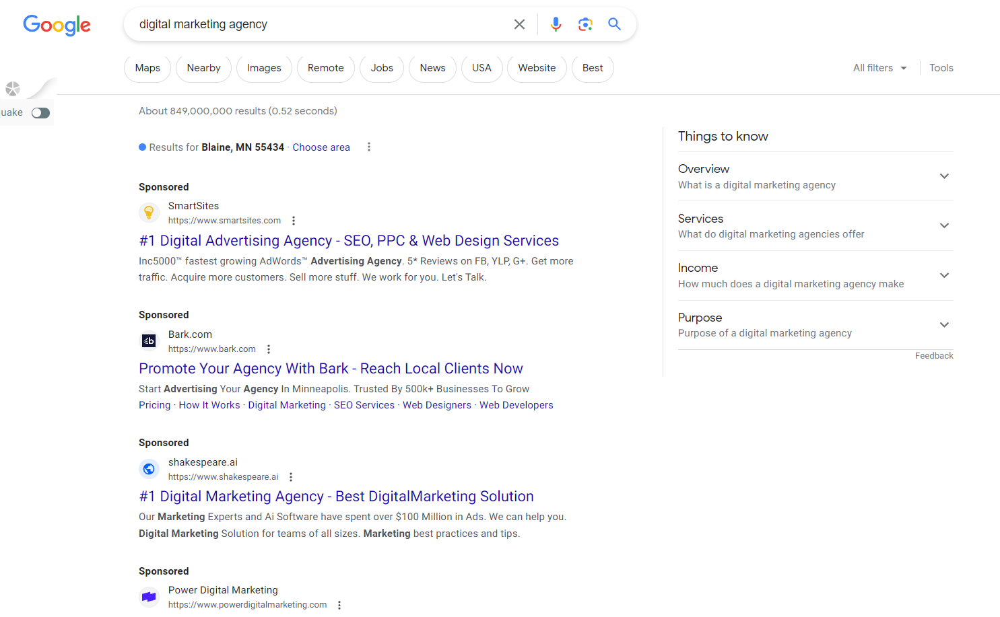 Google
digital marketing agency
Maps
Nearby
Images
Remote
Jobs
News
USA
Website
Best
All filters
Tools
uake
About 849,000,000 results (0.52 seconds)
Results for Blaine, MN 55434 · Choose area
Sponsored
SmartSites
https://www.smartsites.com
#1 Digital Advertising Agency - SEO, PPC & Web Design Services
Inc5000™ fastest growing AdWords™ Advertising Agency. 5* Reviews on FB, YLP, G+. Get more
traffic. Acquire more customers. Sell more stuff. We work for you. Let's Talk.
Sponsored
b
Bark.com
https://www.bark.com
Promote Your Agency With Bark - Reach Local Clients Now
Start Advertising Your Agency In Minneapolis. Trusted By 500k+ Businesses To Grow
Pricing · How It Works · Digital Marketing · SEO Services · Web Designers · Web Developers
Sponsored
shakespeare.ai
https://www.shakespeare.ai
#1 Digital Marketing Agency - Best DigitalMarketing Solution
Our Marketing Experts and Ai Software have spent over $100 Million in Ads. We can help you.
Digital Marketing Solution for teams of all sizes. Marketing best practices and tips.
Sponsored
Power Digital Marketing
https://www.powerdigitalmarketing.com
Things to know
Overview
What is a digital marketing agency
Services
What do digital marketing agencies offer
Income
How much does a digital marketing agency make
Purpose
Purpose of a digital marketing agency
Feedback